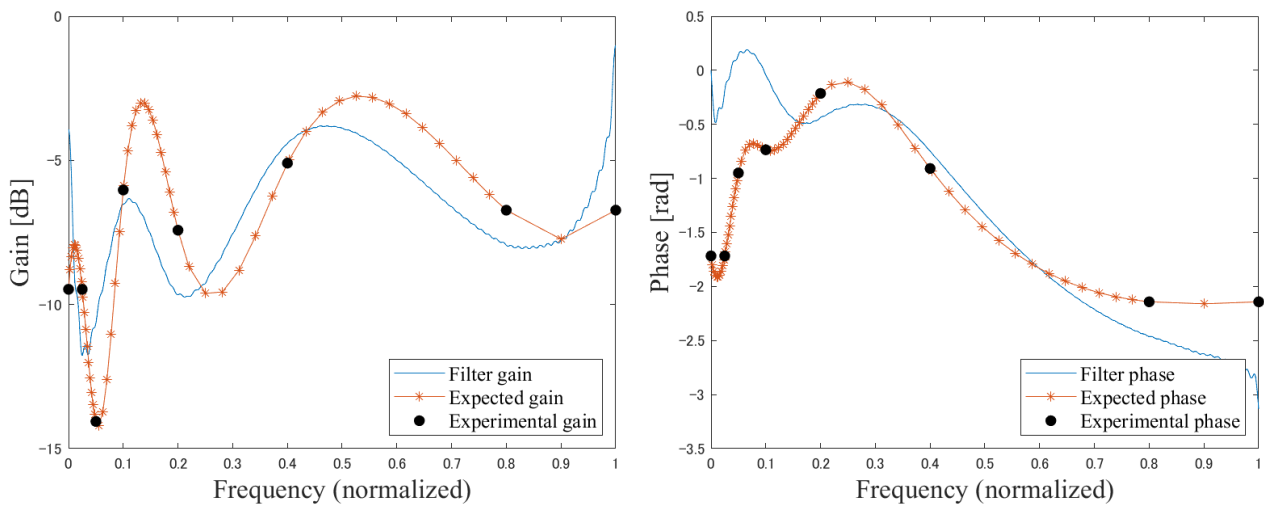 0
−5
−10
−15
Gain [dB]
0 0.1 0.2 0.3 0.4 0.5 0.6 0.7 0.8 0.9 1
Frequency (normalized)
Filter gain
Expected gain
Experimental gain
0.5
0
−0.5
−1
−1.5
−2
−2.5
−3
−3.5
Phase [rad]
0 0.1 0.2 0.3 0.4 0.5 0.6 0.7 0.8 0.9 1
Frequency (normalized)
Filter phase
Expected phase
Experimental phase